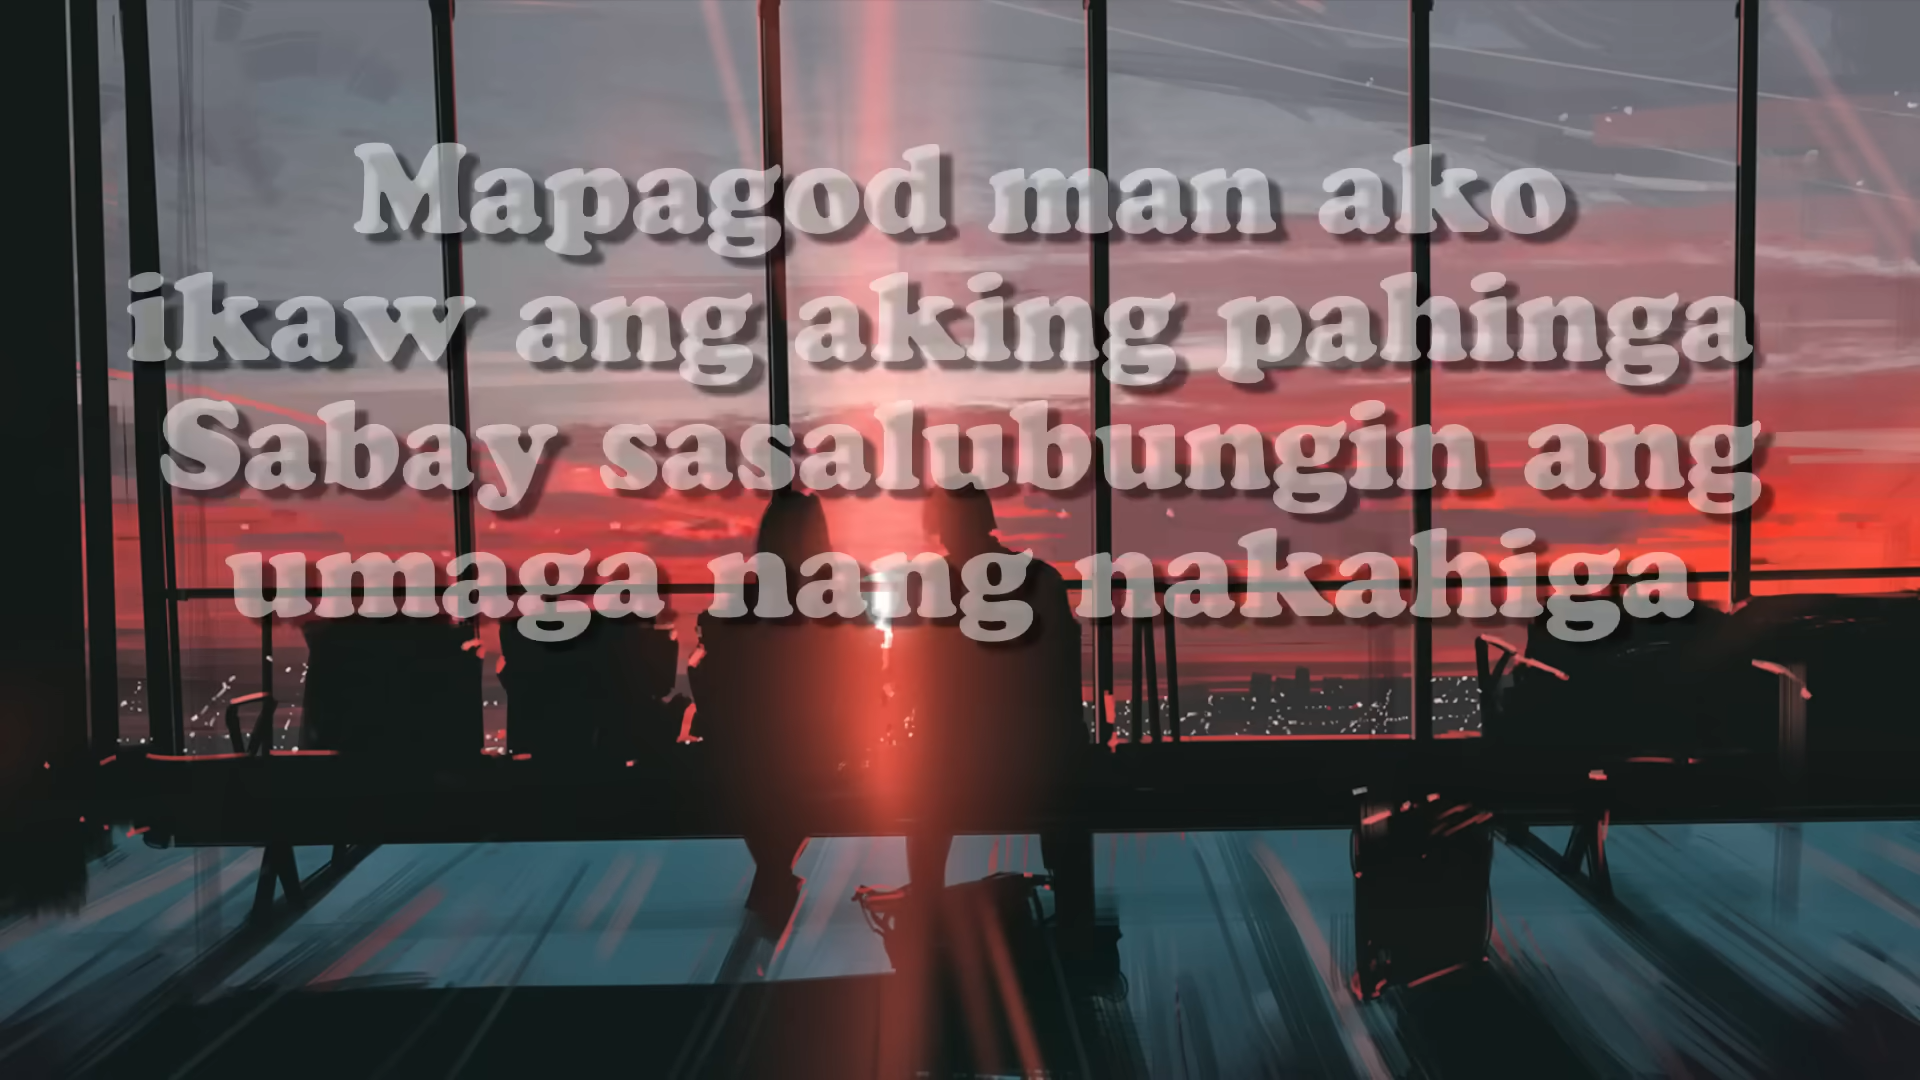 Mapagod man ako
ikaw ang aking pahinga
Sabay sasalubungin ang
umaga nang nakahiga